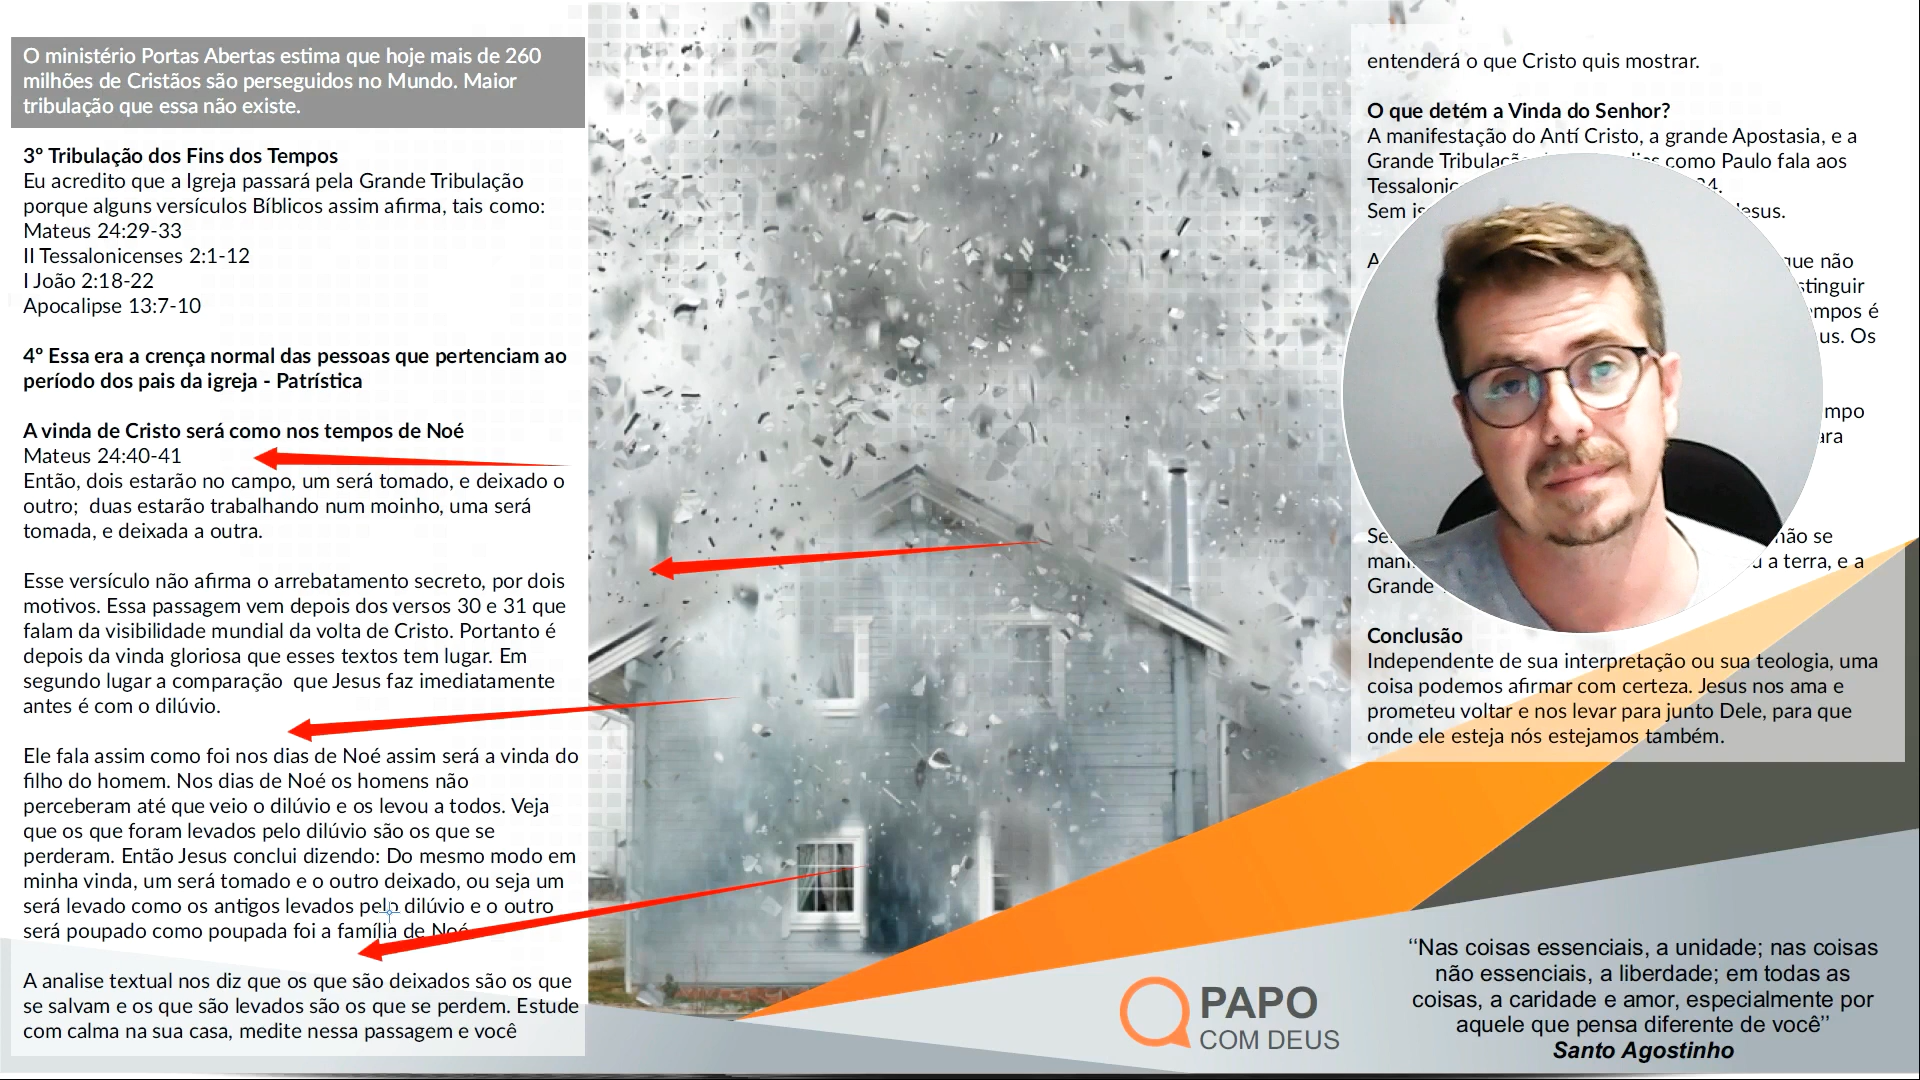 O ministério Portas Abertas estima que hoje mais de 260
milhões de Cristãos são perseguidos no Mundo. Maior
tribulação que essa não existe.
3º Tribulação dos Fins dos Tempos
Eu acredito que a Igreja passará pela Grande Tribulação
porque alguns versículos Bíblicos assim afirma, tais como:
Mateus 24:29-33
II Tessalonicenses 2:1-12
I João 2:18-22
Apocalipse 13:7-10
4º Essa era a crença normal das pessoas que pertenciam ao
período dos pais da igreja - Patrística
A vinda de Cristo será como nos tempos de Noé
Mateus 24:40-41
Então, dois estarão no campo, um será tomado, e deixado o
outro;  duas estarão trabalhando num moinho, uma será
tomada, e deixada a outra.
Esse versículo não afirma o arrebatamento secreto, por dois
motivos. Essa passagem vem depois dos versos 30 e 31 que
falam da visibilidade mundial da volta de Cristo. Portanto é
depois da vinda gloriosa que esses textos tem lugar. Em
segundo lugar a comparação  que Jesus faz imediatamente
antes é com o dilúvio.
Ele fala assim como foi nos dias de Noé assim será a vinda do
filho do homem. Nos dias de Noé os homens não
perceberam até que veio o dilúvio e os levou a todos. Veja
que os que foram levados pelo dilúvio são os que se
perderam. Então Jesus conclui dizendo: Do mesmo modo em
minha vinda, um será tomado e o outro deixado, ou seja um
será levado como os antigos levados pelo dilúvio e o outro
será poupado como poupada foi a família de Noé
A analise textual nos diz que os que são deixados são os que
se salvam e os que são levados são os que se perdem. Estude
com calma na sua casa, medite nessa passagem e você
entenderá o que Cristo quis mostrar.
O que detém a Vinda do Senhor?
A manifestação do Antí Cristo, a grande Apostasia, e a
Grande como Paulo fala aos
Sem
que não
é
Os
não se
a terra, e a
Grande
Conclusão
Independente de sua interpretação ou sua teologia, uma
coisa podemos afirmar com certeza. Jesus nos ama e
prometeu voltar e nos levar para junto Dele, para que
onde ele esteja nós estejamos também.
PAPO
COM DEUS
‘‘Nas coisas essenciais, a unidade; nas coisas
não essenciais, a liberdade; em todas as
coisas, a caridade e amor, especialmente por
aquele que pensa diferente de você’’
Santo Agostinho